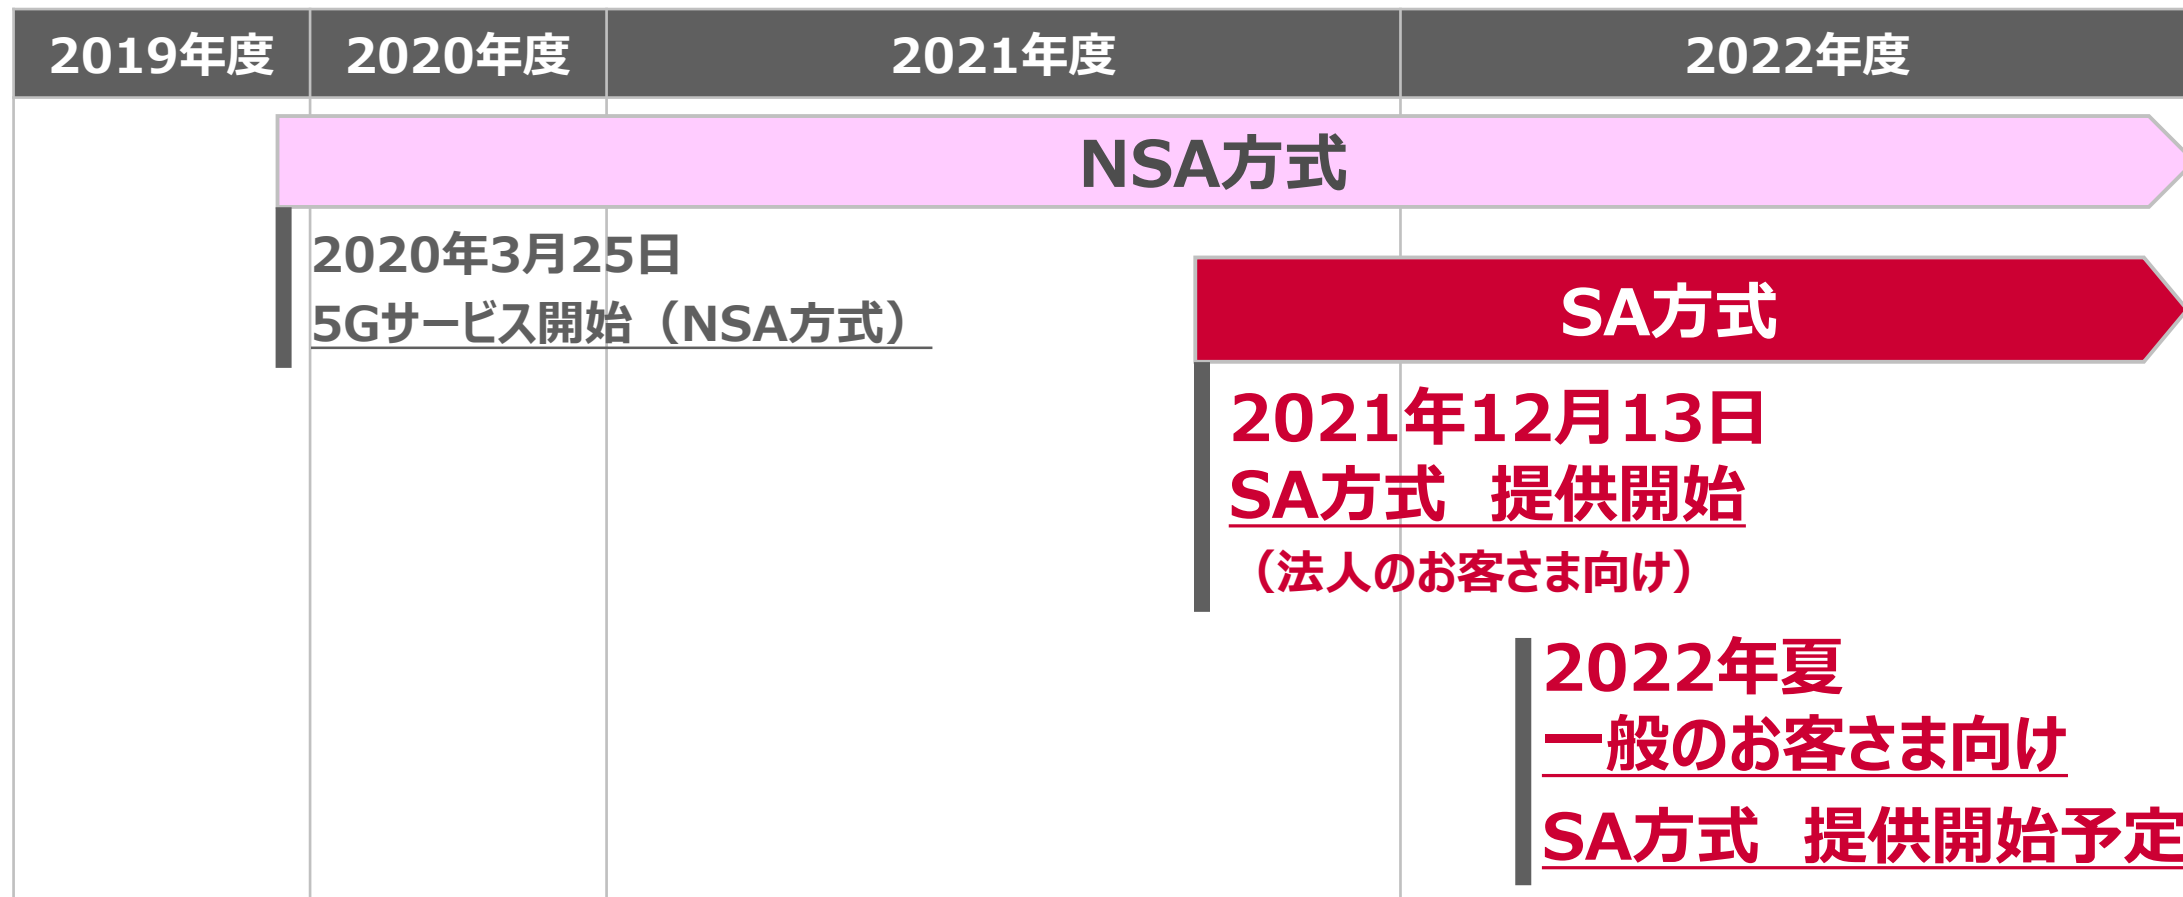 2019年度 2020年度 2021年度 2022年度
NSA方式
2020年3月25日
5Gサービス開始（NSA方式）
SA方式
2021年12月13日
SA方式　提供開始
（法人のお客さま向け）
2022年夏
一般のお客さま向け
SA方式　提供開始予定